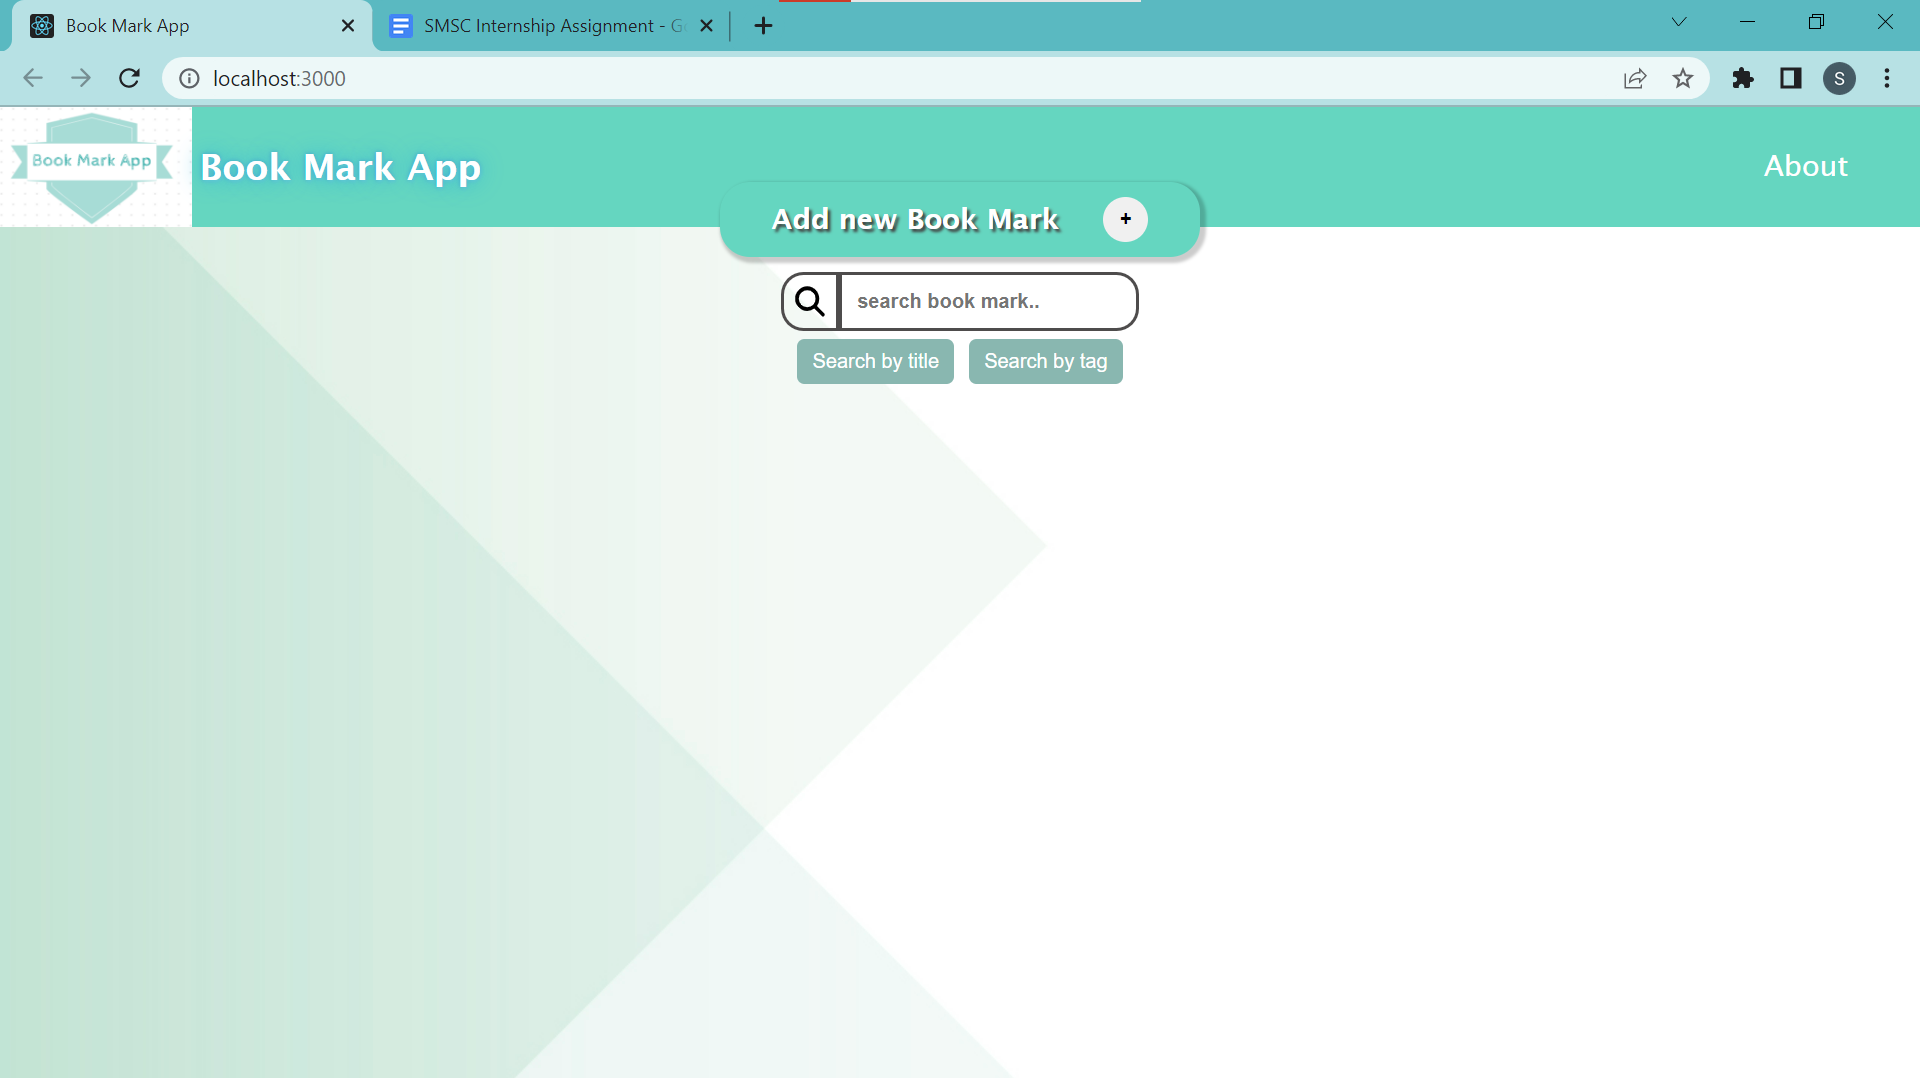 Book Mark App
SMSC Internship Assignment - G
localhost:3000
S
Book Mark App
Book Mark App
About
Add new Book Mark +
search book mark..
Search by title Search by tag